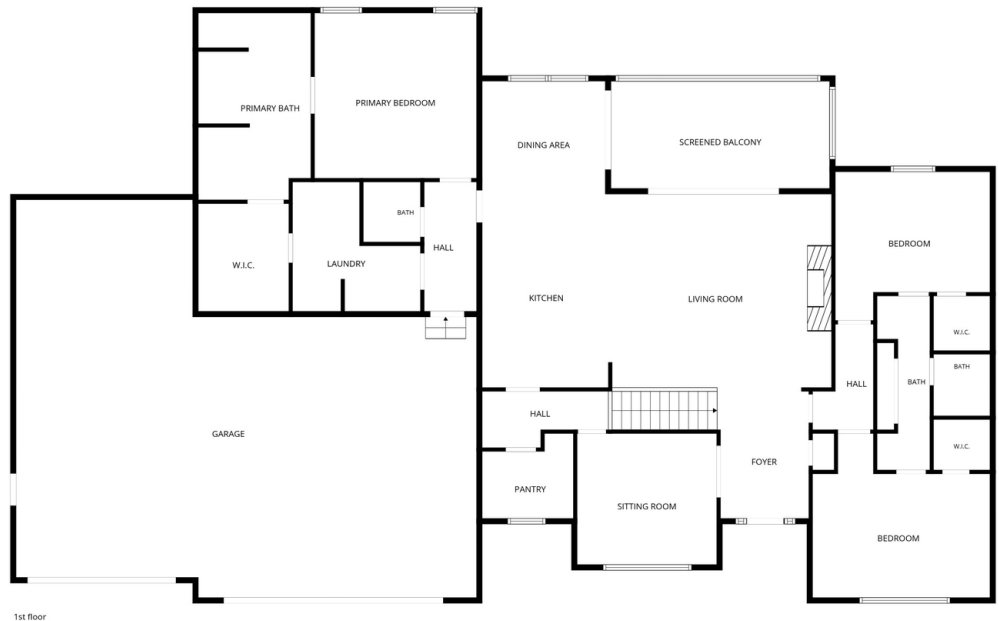 PRIMARY BATH
PRIMARY BEDROOM
DINING AREA
SCREENED BALCONY
BATH
HALL
W.I.C.
LAUNDRY
BEDROOM
KITCHEN
LIVING ROOM
W.I.C.
BATH
BATH
HALL
HALL
GARAGE
W.I.C.
FOYER
PANTRY
SITTING ROOM
BEDROOM
1st floor